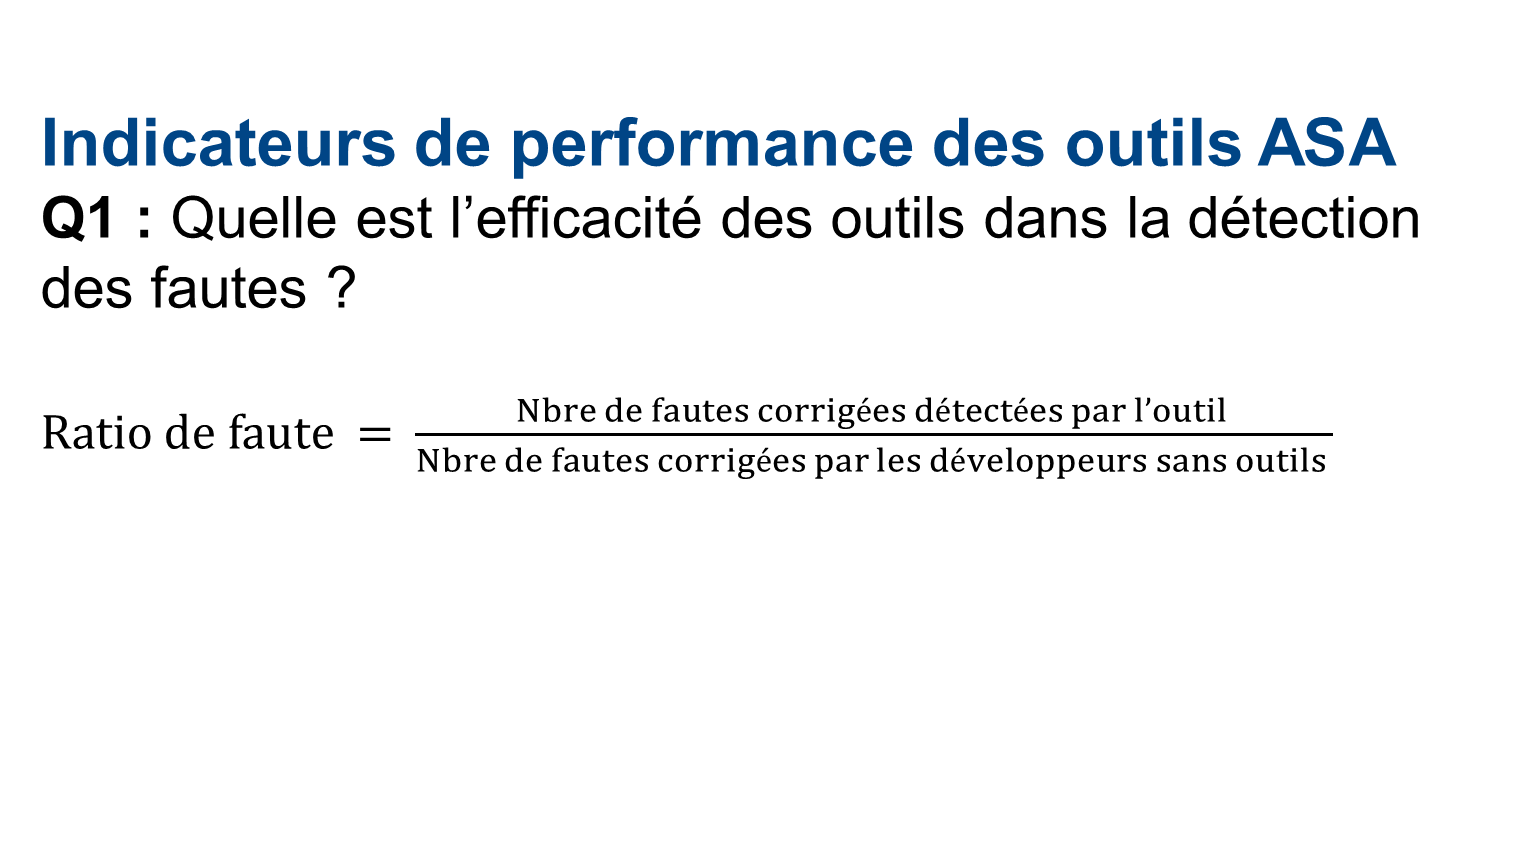 Indicateurs de performance des outils ASA
Q1 : Quelle est l’efficacité des outils dans la détection
des fautes ?
Ratio de faute = Nbre de fautes corrigées détectées par l’outil
Nbre de fautes corrigées par les développeurs sans outils